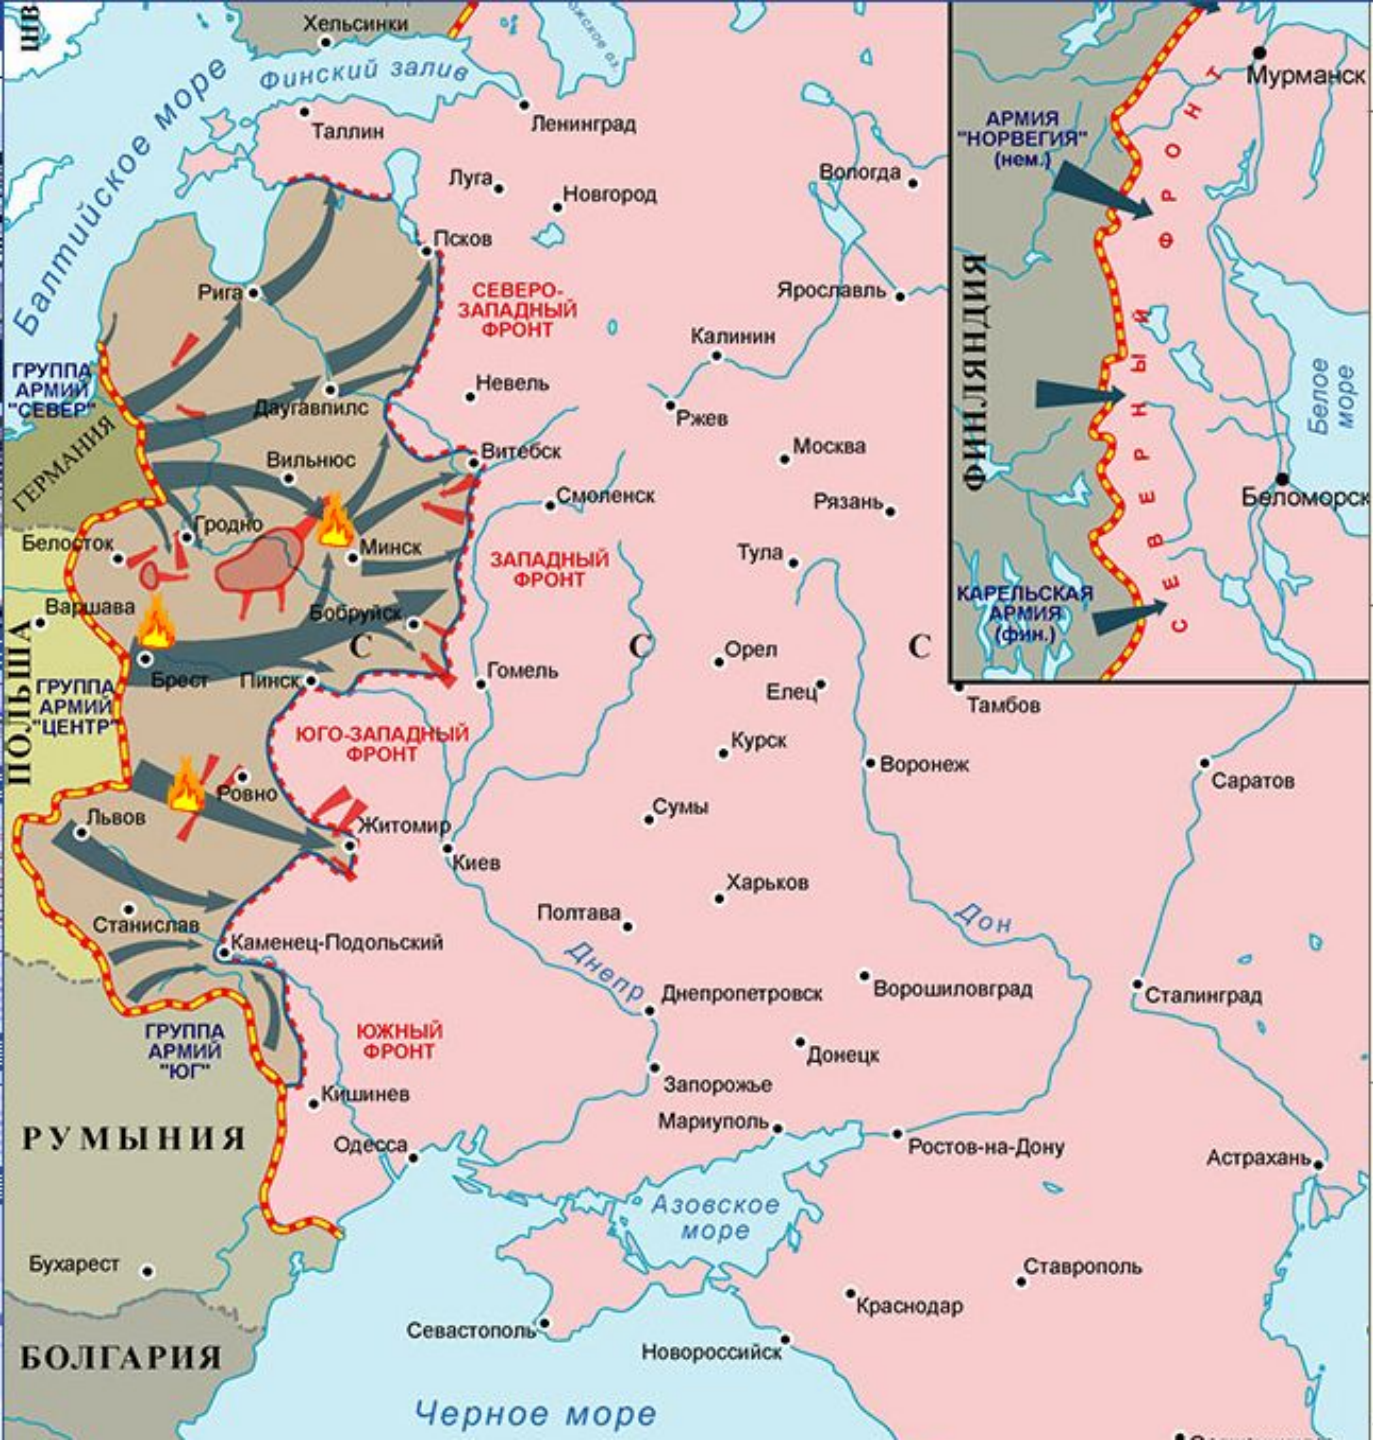 ШВ
Хельсинки
Финский залив
Балтийское море
Таллин
Ленинград
Луга
Новгород
Псков
Вологда
Ярославль
Рига
СЕВЕРО-
ЗАПАДНЫЙ
ФРОНТ
Калинин
Невель
Ржев
Даугавпилс
ГРУППА
АРМИЙ
"СЕВЕР"
ГЕРМАНИЯ
Вильнюс
Витебск
Москва
Смоленск
Рязань
Гродно
Белосток
Минск
ЗАПАДНЫЙ
ФРОНТ
Тула
Варшава
Бобруйск
С
С
С
ПОЛЬША
Брест
Пинск
Гомель
Орел
Елец
Тамбов
ГРУППА
АРМИЙ
"ЦЕНТР"
ЮГО-ЗАПАДНЫЙ
ФРОНТ
Курск
Воронеж
Саратов
Ровно
Львов
Житомир
Сумы
Киев
Харьков
Полтава
Станислав
Каменец-Подольский
Днепр
Дон
Днепропетровск
Ворошиловград
Сталинград
ГРУППА
АРМИЙ
"ЮГ"
ЮЖНЫЙ
ФРОНТ
Донецк
Запорожье
Кишинев
Мариуполь
РУМЫНИЯ
Одесса
Ростов-на-Дону
Астрахань
Азовское
море
Бухарест
Ставрополь
Краснодар
Севастополь
Новороссийск
БОЛГАРИЯ
Черное море
Мурманск
АРМИЯ
"НОРВЕГИЯ"
(нем.)
СЕВЕРНЫЙ ФРОНТ
ФИНЛЯНДИЯ
Белое
море
Беломорск
КАРЕЛЬСКАЯ
АРМИЯ
(фин.)